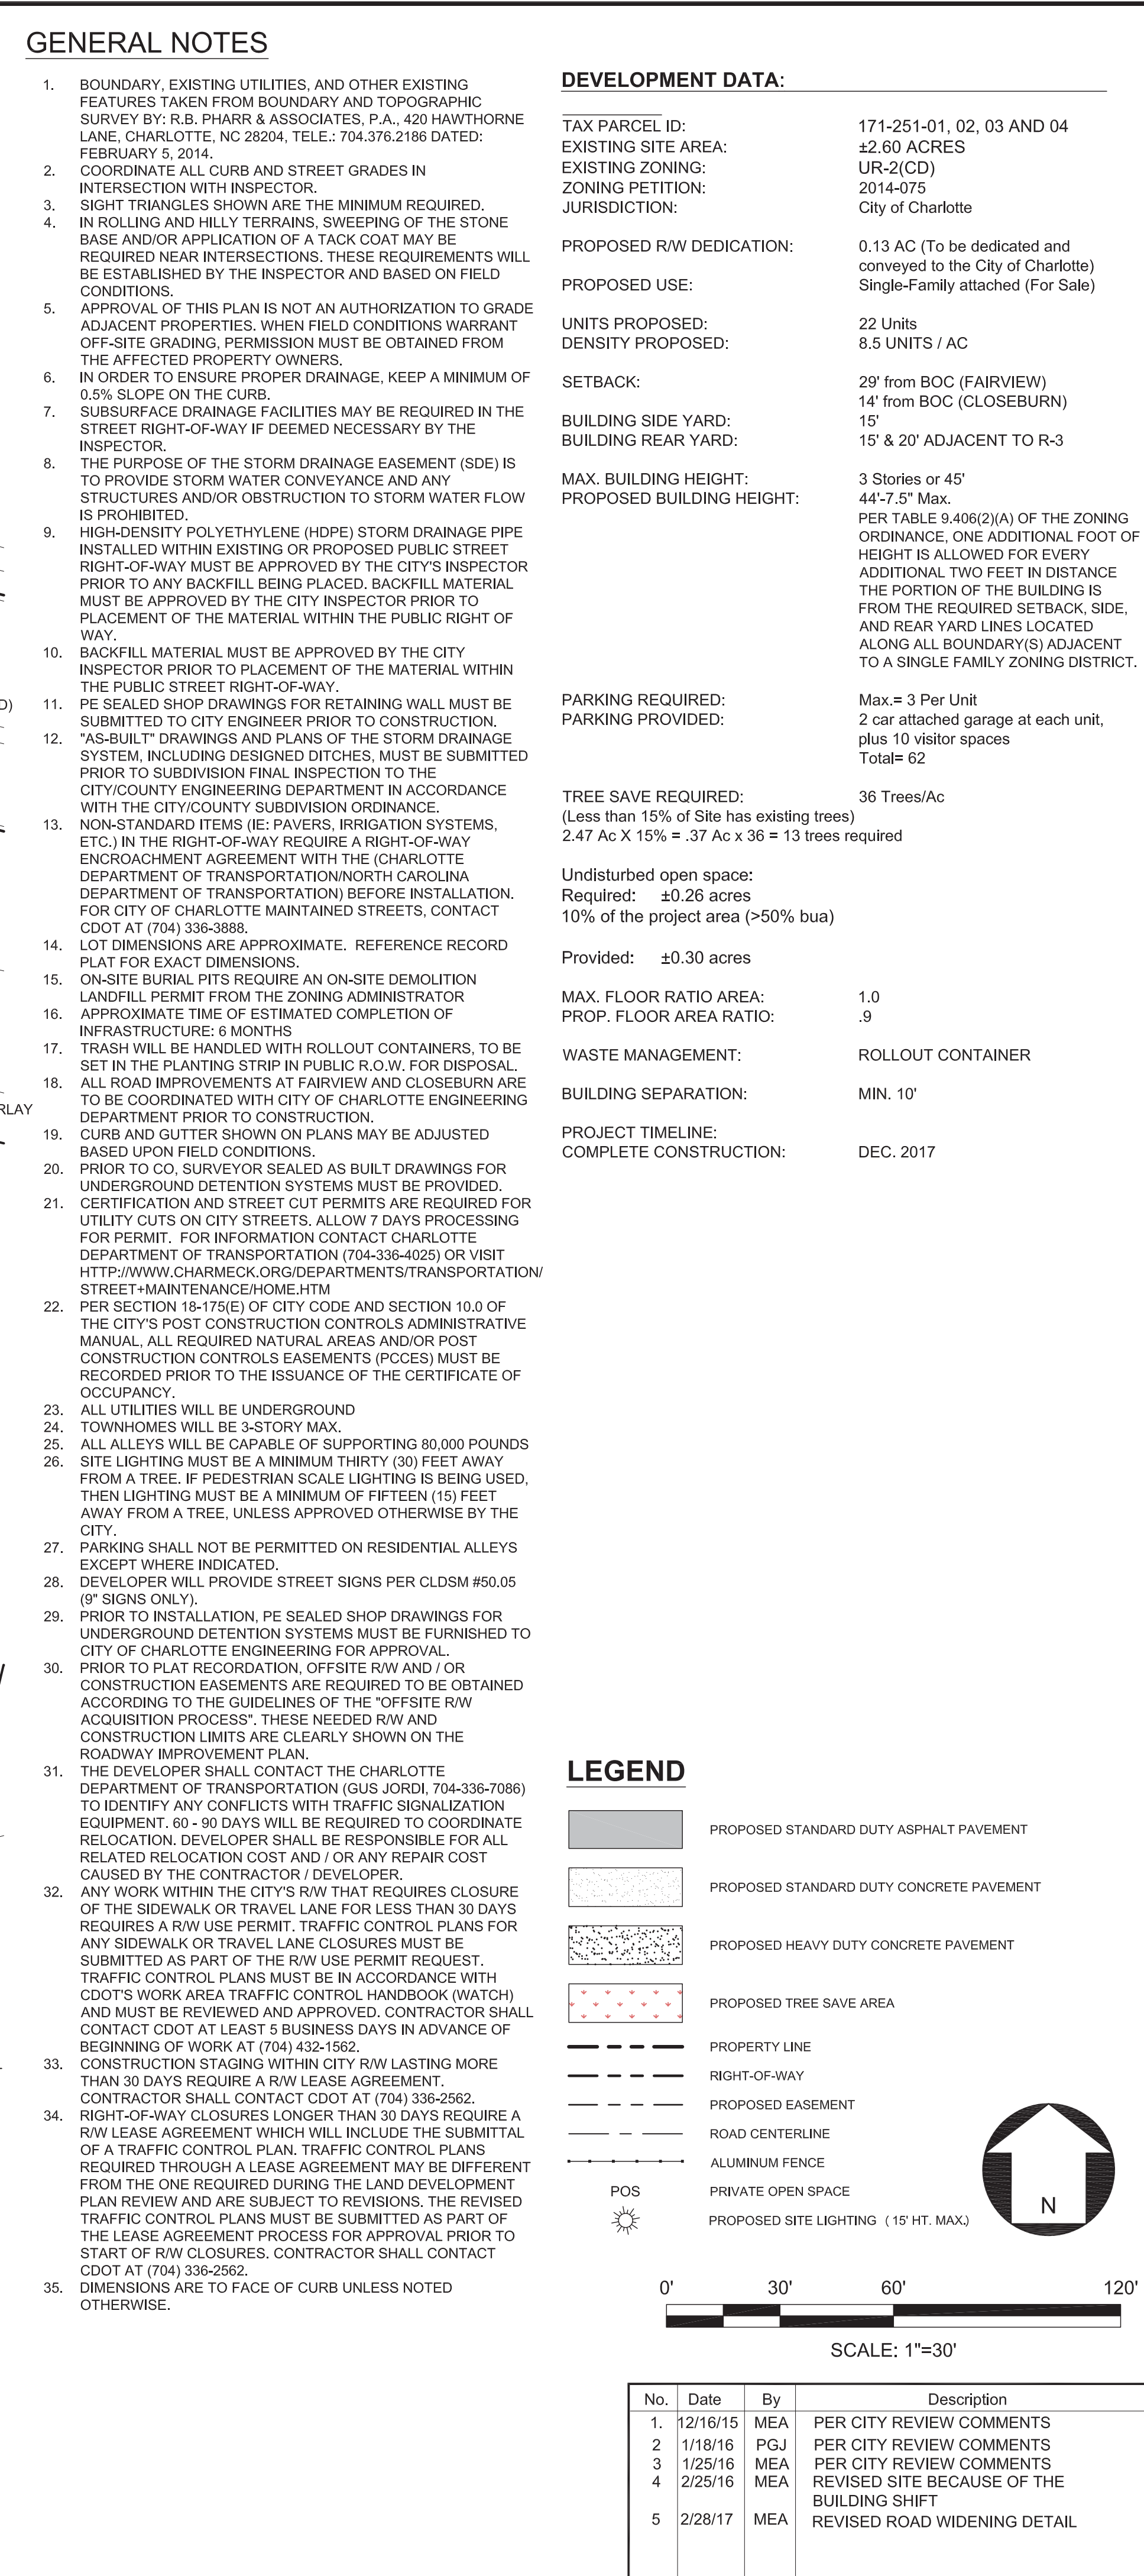 GENERAL NOTES
1. BOUNDARY, EXISTING UTILITIES, AND OTHER EXISTING
FEATURES TAKEN FROM BOUNDARY AND TOPOGRAPHIC
SURVEY BY: R.B. PHARR & ASSOCIATES, P.A., 420 HAWTHORNE
LANE, CHARLOTTE, NC 28204, TELE.: 704.376.2186 DATED:
FEBRUARY 5, 2014.
2. COORDINATE ALL CURB AND STREET GRADES IN
INTERSECTION WITH INSPECTOR.
3. SIGHT TRIANGLES SHOWN ARE THE MINIMUM REQUIRED.
4. IN ROLLING AND HILLY TERRAINS, SWEEPING OF THE STONE
BASE AND/OR APPLICATION OF A TACK COAT MAY BE
REQUIRED NEAR INTERSECTIONS. THESE REQUIREMENTS WILL
BE ESTABLISHED BY THE INSPECTOR AND BASED ON FIELD
CONDITIONS.
5. APPROVAL OF THIS PLAN IS NOT AN AUTHORIZATION TO GRADE
ADJACENT PROPERTIES. WHEN FIELD CONDITIONS WARRANT
OFF-SITE GRADING, PERMISSION MUST BE OBTAINED FROM
THE AFFECTED PROPERTY OWNERS.
6. IN ORDER TO ENSURE PROPER DRAINAGE, KEEP A MINIMUM OF
0.5% SLOPE ON THE CURB.
7. SUBSURFACE DRAINAGE FACILITIES MAY BE REQUIRED IN THE
STREET RIGHT-OF-WAY IF DEEMED NECESSARY BY THE
INSPECTOR.
8. THE PURPOSE OF THE STORM DRAINAGE EASEMENT (SDE) IS
TO PROVIDE STORM WATER CONVEYANCE AND ANY
STRUCTURES AND/OR OBSTRUCTION TO STORM WATER FLOW
IS PROHIBITED.
9. HIGH-DENSITY POLYETHYLENE (HDPE) STORM DRAINAGE PIPE
INSTALLED WITHIN EXISTING OR PROPOSED PUBLIC STREET
RIGHT-OF-WAY MUST BE APPROVED BY THE CITY'S INSPECTOR
PRIOR TO ANY BACKFILL BEING PLACED. BACKFILL MATERIAL
MUST BE APPROVED BY THE CITY INSPECTOR PRIOR TO
PLACEMENT OF THE MATERIAL WITHIN THE PUBLIC RIGHT OF
WAY.
10. BACKFILL MATERIAL MUST BE APPROVED BY THE CITY
INSPECTOR PRIOR TO PLACEMENT OF THE MATERIAL WITHIN
THE PUBLIC STREET RIGHT-OF-WAY.
D)
11. PE SEALED SHOP DRAWINGS FOR RETAINING WALL MUST BE
SUBMITTED TO CITY ENGINEER PRIOR TO CONSTRUCTION.
12. "AS-BUILT" DRAWINGS AND PLANS OF THE STORM DRAINAGE
SYSTEM, INCLUDING DESIGNED DITCHES, MUST BE SUBMITTED
PRIOR TO SUBDIVISION FINAL INSPECTION TO THE
CITY/COUNTY ENGINEERING DEPARTMENT IN ACCORDANCE
WITH THE CITY/COUNTY SUBDIVISION ORDINANCE.
13. NON-STANDARD ITEMS (IE: PAVERS, IRRIGATION SYSTEMS,
ETC.) IN THE RIGHT-OF-WAY REQUIRE A RIGHT-OF-WAY
ENCROACHMENT AGREEMENT WITH THE (CHARLOTTE
DEPARTMENT OF TRANSPORTATION/NORTH CAROLINA
DEPARTMENT OF TRANSPORTATION) BEFORE INSTALLATION.
FOR CITY OF CHARLOTTE MAINTAINED STREETS, CONTACT
CDOT AT (704) 336-3888.
14. LOT DIMENSIONS ARE APPROXIMATE. REFERENCE RECORD
PLAT FOR EXACT DIMENSIONS.
15. ON-SITE BURIAL PITS REQUIRE AN ON-SITE DEMOLITION
LANDFILL PERMIT FROM THE ZONING ADMINISTRATOR
16. APPROXIMATE TIME OF ESTIMATED COMPLETION OF
INFRASTRUCTURE: 6 MONTHS
17. TRASH WILL BE HANDLED WITH ROLLOUT CONTAINERS, TO BE
SET IN THE PLANTING STRIP IN PUBLIC R.O.W. FOR DISPOSAL.
18. ALL ROAD IMPROVEMENTS AT FAIRVIEW AND CLOSEBURN ARE
TO BE COORDINATED WITH CITY OF CHARLOTTE ENGINEERING
RLAY
DEPARTMENT PRIOR TO CONSTRUCTION.
19. CURB AND GUTTER SHOWN ON PLANS MAY BE ADJUSTED
BASED UPON FIELD CONDITIONS.
20. PRIOR TO CO, SURVEYOR SEALED AS BUILT DRAWINGS FOR
UNDERGROUND DETENTION SYSTEMS MUST BE PROVIDED.
21. CERTIFICATION AND STREET CUT PERMITS ARE REQUIRED FOR
UTILITY CUTS ON CITY STREETS. ALLOW 7 DAYS PROCESSING
FOR PERMIT. FOR INFORMATION CONTACT CHARLOTTE
DEPARTMENT OF TRANSPORTATION (704-336-4025) OR VISIT
HTTP://WWW.CHARMECK.ORG/DEPARTMENTS/TRANSPORTATION/
STREET+MAINTENANCE/HOME.HTM
22. PER SECTION 18-175(E) OF CITY CODE AND SECTION 10.0 OF
THE CITY'S POST CONSTRUCTION CONTROLS ADMINISTRATIVE
MANUAL, ALL REQUIRED NATURAL AREAS AND/OR POST
CONSTRUCTION CONTROLS EASEMENTS (PCCES) MUST BE
RECORDED PRIOR TO THE ISSUANCE OF THE CERTIFICATE OF
OCCUPANCY.
23. ALL UTILITIES WILL BE UNDERGROUND
24. TOWNHOMES WILL BE 3-STORY MAX.
25. ALL ALLEYS WILL BE CAPABLE OF SUPPORTING 80,000 POUNDS
26. SITE LIGHTING MUST BE A MINIMUM THIRTY (30) FEET AWAY
FROM A TREE. IF PEDESTRIAN SCALE LIGHTING IS BEING USED,
THEN LIGHTING MUST BE A MINIMUM OF FIFTEEN (15) FEET
AWAY FROM A TREE, UNLESS APPROVED OTHERWISE BY THE
CITY.
27. PARKING SHALL NOT BE PERMITTED ON RESIDENTIAL ALLEYS
EXCEPT WHERE INDICATED.
28. DEVELOPER WILL PROVIDE STREET SIGNS PER CLDSM #50.05
(9" SIGNS ONLY).
29. PRIOR TO INSTALLATION, PE SEALED SHOP DRAWINGS FOR
UNDERGROUND DETENTION SYSTEMS MUST BE FURNISHED TO
CITY OF CHARLOTTE ENGINEERING FOR APPROVAL.
30. PRIOR TO PLAT RECORDATION, OFFSITE R/W AND / OR
CONSTRUCTION EASEMENTS ARE REQUIRED TO BE OBTAINED
ACCORDING TO THE GUIDELINES OF THE "OFFSITE R/W
ACQUISITION PROCESS". THESE NEEDED R/W AND
CONSTRUCTION LIMITS ARE CLEARLY SHOWN ON THE
ROADWAY IMPROVEMENT PLAN.
31. THE DEVELOPER SHALL CONTACT THE CHARLOTTE
DEPARTMENT OF TRANSPORTATION (GUS JORDI, 704-336-7086)
TO IDENTIFY ANY CONFLICTS WITH TRAFFIC SIGNALIZATION
EQUIPMENT. 60 - 90 DAYS WILL BE REQUIRED TO COORDINATE
RELOCATION. DEVELOPER SHALL BE RESPONSIBLE FOR ALL
RELATED RELOCATION COST AND / OR ANY REPAIR COST
CAUSED BY THE CONTRACTOR / DEVELOPER.
32. ANY WORK WITHIN THE CITY'S R/W THAT REQUIRES CLOSURE
OF THE SIDEWALK OR TRAVEL LANE FOR LESS THAN 30 DAYS
REQUIRES A R/W USE PERMIT. TRAFFIC CONTROL PLANS FOR
ANY SIDEWALK OR TRAVEL LANE CLOSURES MUST BE
SUBMITTED AS PART OF THE R/W USE PERMIT REQUEST.
TRAFFIC CONTROL PLANS MUST BE IN ACCORDANCE WITH
CDOT'S WORK AREA TRAFFIC CONTROL HANDBOOK (WATCH)
AND MUST BE REVIEWED AND APPROVED. CONTRACTOR SHALL
CONTACT CDOT AT LEAST 5 BUSINESS DAYS IN ADVANCE OF
BEGINNING OF WORK AT (704) 432-1562.
33. CONSTRUCTION STAGING WITHIN CITY R/W LASTING MORE
THAN 30 DAYS REQUIRE A R/W LEASE AGREEMENT.
CONTRACTOR SHALL CONTACT CDOT AT (704) 336-2562.
34. RIGHT-OF-WAY CLOSURES LONGER THAN 30 DAYS REQUIRE A
R/W LEASE AGREEMENT WHICH WILL INCLUDE THE SUBMITTAL
OF A TRAFFIC CONTROL PLAN. TRAFFIC CONTROL PLANS
REQUIRED THROUGH A LEASE AGREEMENT MAY BE DIFFERENT
FROM THE ONE REQUIRED DURING THE LAND DEVELOPMENT
PLAN REVIEW AND ARE SUBJECT TO REVISIONS. THE REVISED
TRAFFIC CONTROL PLANS MUST BE SUBMITTED AS PART OF
THE LEASE AGREEMENT PROCESS FOR APPROVAL PRIOR TO
START OF R/W CLOSURES. CONTRACTOR SHALL CONTACT
CDOT AT (704) 336-2562.
35. DIMENSIONS ARE TO FACE OF CURB UNLESS NOTED
OTHERWISE.
DEVELOPMENT DATA:
TAX PARCEL ID: 171-251-01, 02, 03 AND 04
EXISTING SITE AREA: ±2.60 ACRES
EXISTING ZONING: UR-2(CD)
ZONING PETITION: 2014-075
JURISDICTION: City of Charlotte
PROPOSED R/W DEDICATION: 0.13 AC (To be dedicated and
conveyed to the City of Charlotte)
PROPOSED USE: Single-Family attached (For Sale)
UNITS PROPOSED: 22 Units
DENSITY PROPOSED: 8.5 UNITS / AC
SETBACK: 29' from BOC (FAIRVIEW)
14' from BOC (CLOSEBURN)
BUILDING SIDE YARD: 15'
BUILDING REAR YARD: 15' & 20' ADJACENT TO R-3
MAX. BUILDING HEIGHT: 3 Stories or 45'
PROPOSED BUILDING HEIGHT: 44'-7.5" Max.
PER TABLE 9.406(2)(A) OF THE ZONING
ORDINANCE, ONE ADDITIONAL FOOT OF
HEIGHT IS ALLOWED FOR EVERY
ADDITIONAL TWO FEET IN DISTANCE
THE PORTION OF THE BUILDING IS
FROM THE REQUIRED SETBACK, SIDE,
AND REAR YARD LINES LOCATED
ALONG ALL BOUNDARY(S) ADJACENT
TO A SINGLE FAMILY ZONING DISTRICT.
PARKING REQUIRED: Max.= 3 Per Unit
PARKING PROVIDED: 2 car attached garage at each unit,
plus 10 visitor spaces
Total= 62
TREE SAVE REQUIRED: 36 Trees/Ac
(Less than 15% of Site has existing trees)
2.47 Ac X 15% = .37 Ac x 36 = 13 trees required
Undisturbed open space:
Required: ±0.26 acres
10% of the project area (>50% bua)
Provided: ±0.30 acres
MAX. FLOOR RATIO AREA: 1.0
PROP. FLOOR AREA RATIO: .9
WASTE MANAGEMENT: ROLLOUT CONTAINER
BUILDING SEPARATION: MIN. 10'
PROJECT TIMELINE:
COMPLETE CONSTRUCTION: DEC. 2017
LEGEND
PROPOSED STANDARD DUTY ASPHALT PAVEMENT
PROPOSED STANDARD DUTY CONCRETE PAVEMENT
PROPOSED HEAVY DUTY CONCRETE PAVEMENT
PROPOSED TREE SAVE AREA
PROPERTY LINE
RIGHT-OF-WAY
PROPOSED EASEMENT
ROAD CENTERLINE
ALUMINUM FENCE
POS PRIVATE OPEN SPACE
PROPOSED SITE LIGHTING ( 15' HT. MAX.)
N
0' 30' 60' 120'
SCALE: 1"=30'
No. Date By Description
1. 12/16/15 MEA PER CITY REVIEW COMMENTS
2 1/18/16 PGJ PER CITY REVIEW COMMENTS
3 1/25/16 MEA PER CITY REVIEW COMMENTS
4 2/25/16 MEA REVISED SITE BECAUSE OF THE
BUILDING SHIFT
5 2/28/17 MEA REVISED ROAD WIDENING DETAIL